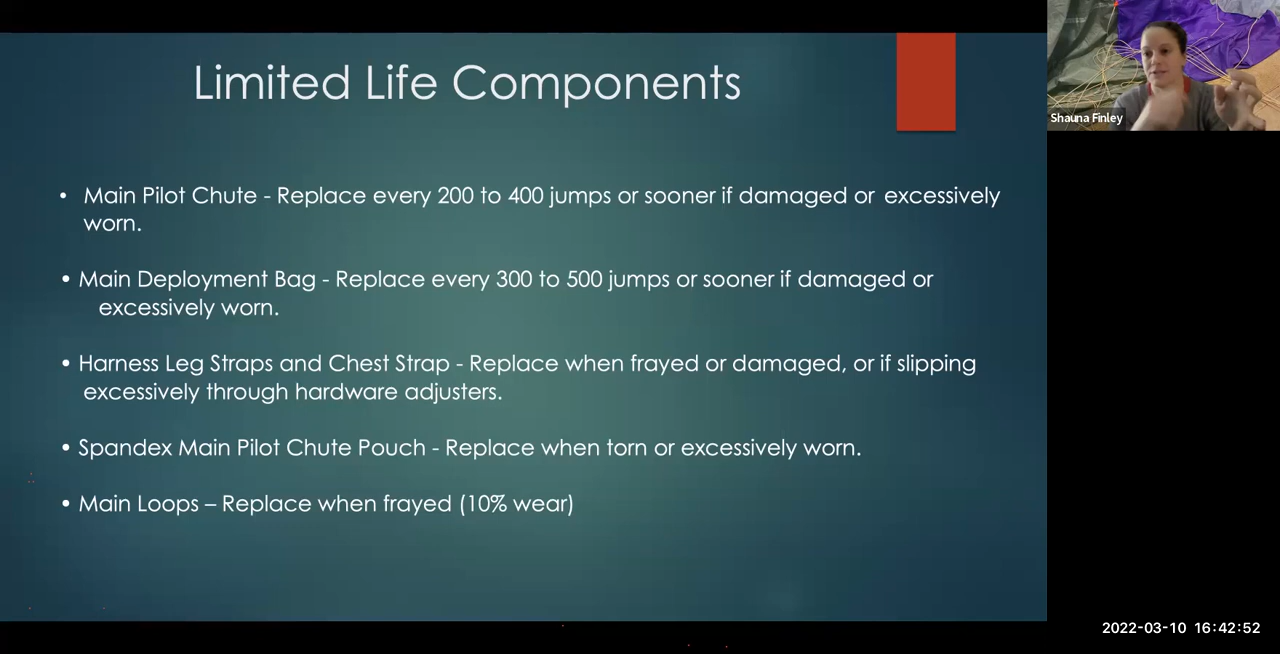 Limited Life Components
Shauna Finley
• Main Pilot Chute - Replace every 200 to 400 jumps or sooner if damaged or excessively
worn.
• Main Deployment Bag - Replace every 300 to 500 jumps or sooner if damaged or
excessively worn.
• Harness Leg Straps and Chest Strap - Replace when frayed or damaged, or if slipping
excessively through hardware adjusters.
• Spandex Main Pilot Chute Pouch - Replace when torn or excessively worn.
• Main Loops – Replace when frayed (10% wear)
2022-03-10 16:42:52